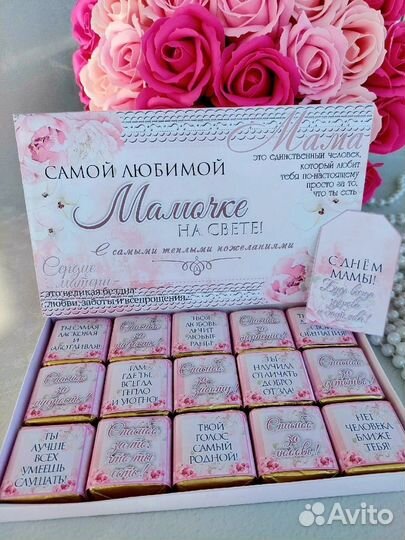 Мама
это единственный человек,
который любит
тебя по-настоящему
просто за то,
что ты есть
САМОЙ ЛЮБИМОЙ
Мамочке
НА СВЕТЕ!
С самыми теплыми пожеланиями
Сердце
матери -
это великая бездна
любви, заботы и всепрощения.
С ДНЁМ
МАМЫ!
ТЫ САМАЯ
ЛАСКОВАЯ
И
ЗАБОТЛИВАЯ!
Спасибо
за
ТВОЯ
ЛЮБОВЬ
ЛЕЧИТ
ЛЮБЫЕ
РАНЫ!
Спасибо
за
СВОЕ
ОБЕЩАНИЯ!
Спасибо
за
ТАМ
ГДЕ ТЫ,
ВСЕГДА
ТЕПЛО
И УЮТНО!
Спасибо
за
ТЫ
НАУЧИЛА
ОТЛИЧАТЬ
ДОБРО
ОТ ЗЛА!
Спасибо
за
ТЫ
ЛУЧШЕ
ВСЕХ
УМЕЕШЬ
СЛУШАТЬ!
Спасибо
за то,
что ты
есть!
ТВОЙ
ГОЛОС
САМЫЙ
РОДНОЙ!
Спасибо
за
НЕТ
ЧЕЛОВЕКА
БЛИЖЕ
ТЕБЯ!
Avito